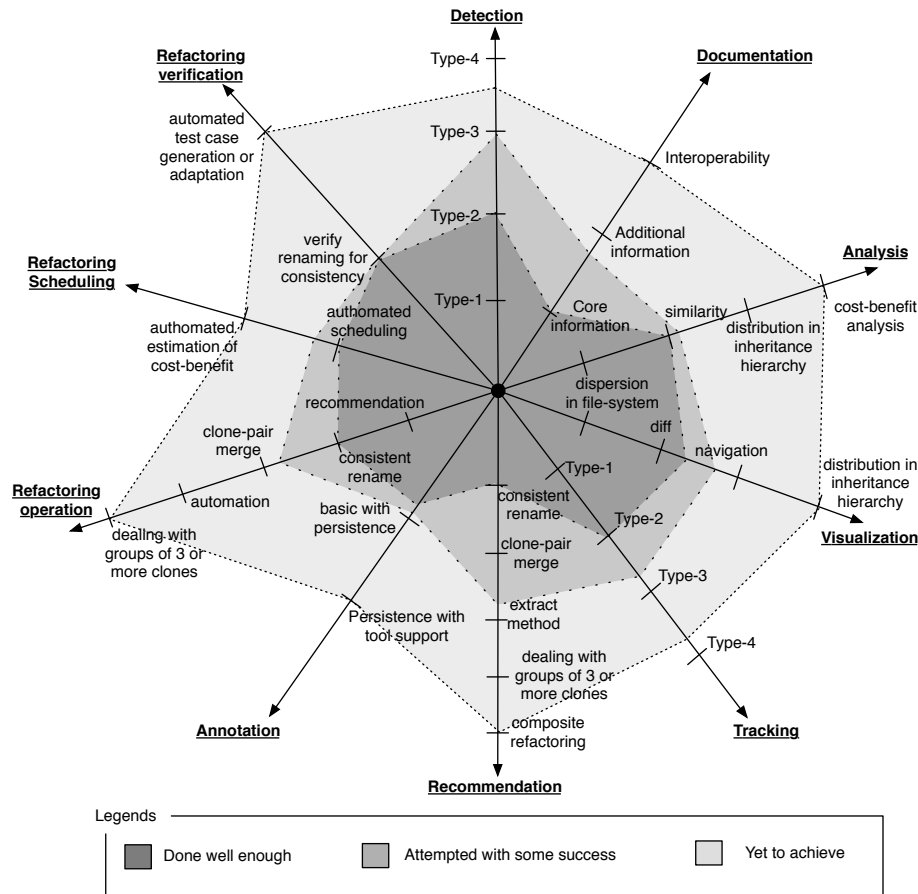 Detection
Type-4
Type-3
Type-2
Type-1
Documentation
Interoperability
Additional
information
Core
information
Analysis
cost-benefit
analysis
similarity
distribution in
inheritance
hierarchy
dispersion
in file-system
Visualization
distribution in
inheritance
hierarchy
navigation
diff
Tracking
Type-1
Type-2
Type-3
Type-4
Recommendation
consistent
rename
clone-pair
merge
extract
method
dealing with
groups of 3 or
more clones
composite
refactoring
Annotation
basic with
persistence
Persistence with
tool support
Refactoring
operation
recommendation
consistent
rename
clone-pair
merge
automation
dealing with
groups of 3 or
more clones
Refactoring
Scheduling
authomated
scheduling
authomated
estimation of
cost-benefit
Refactoring
verification
automated
test case
generation or
adaptation
verify
renaming for
consistency
Legends
Done well enough
Attempted with some success
Yet to achieve